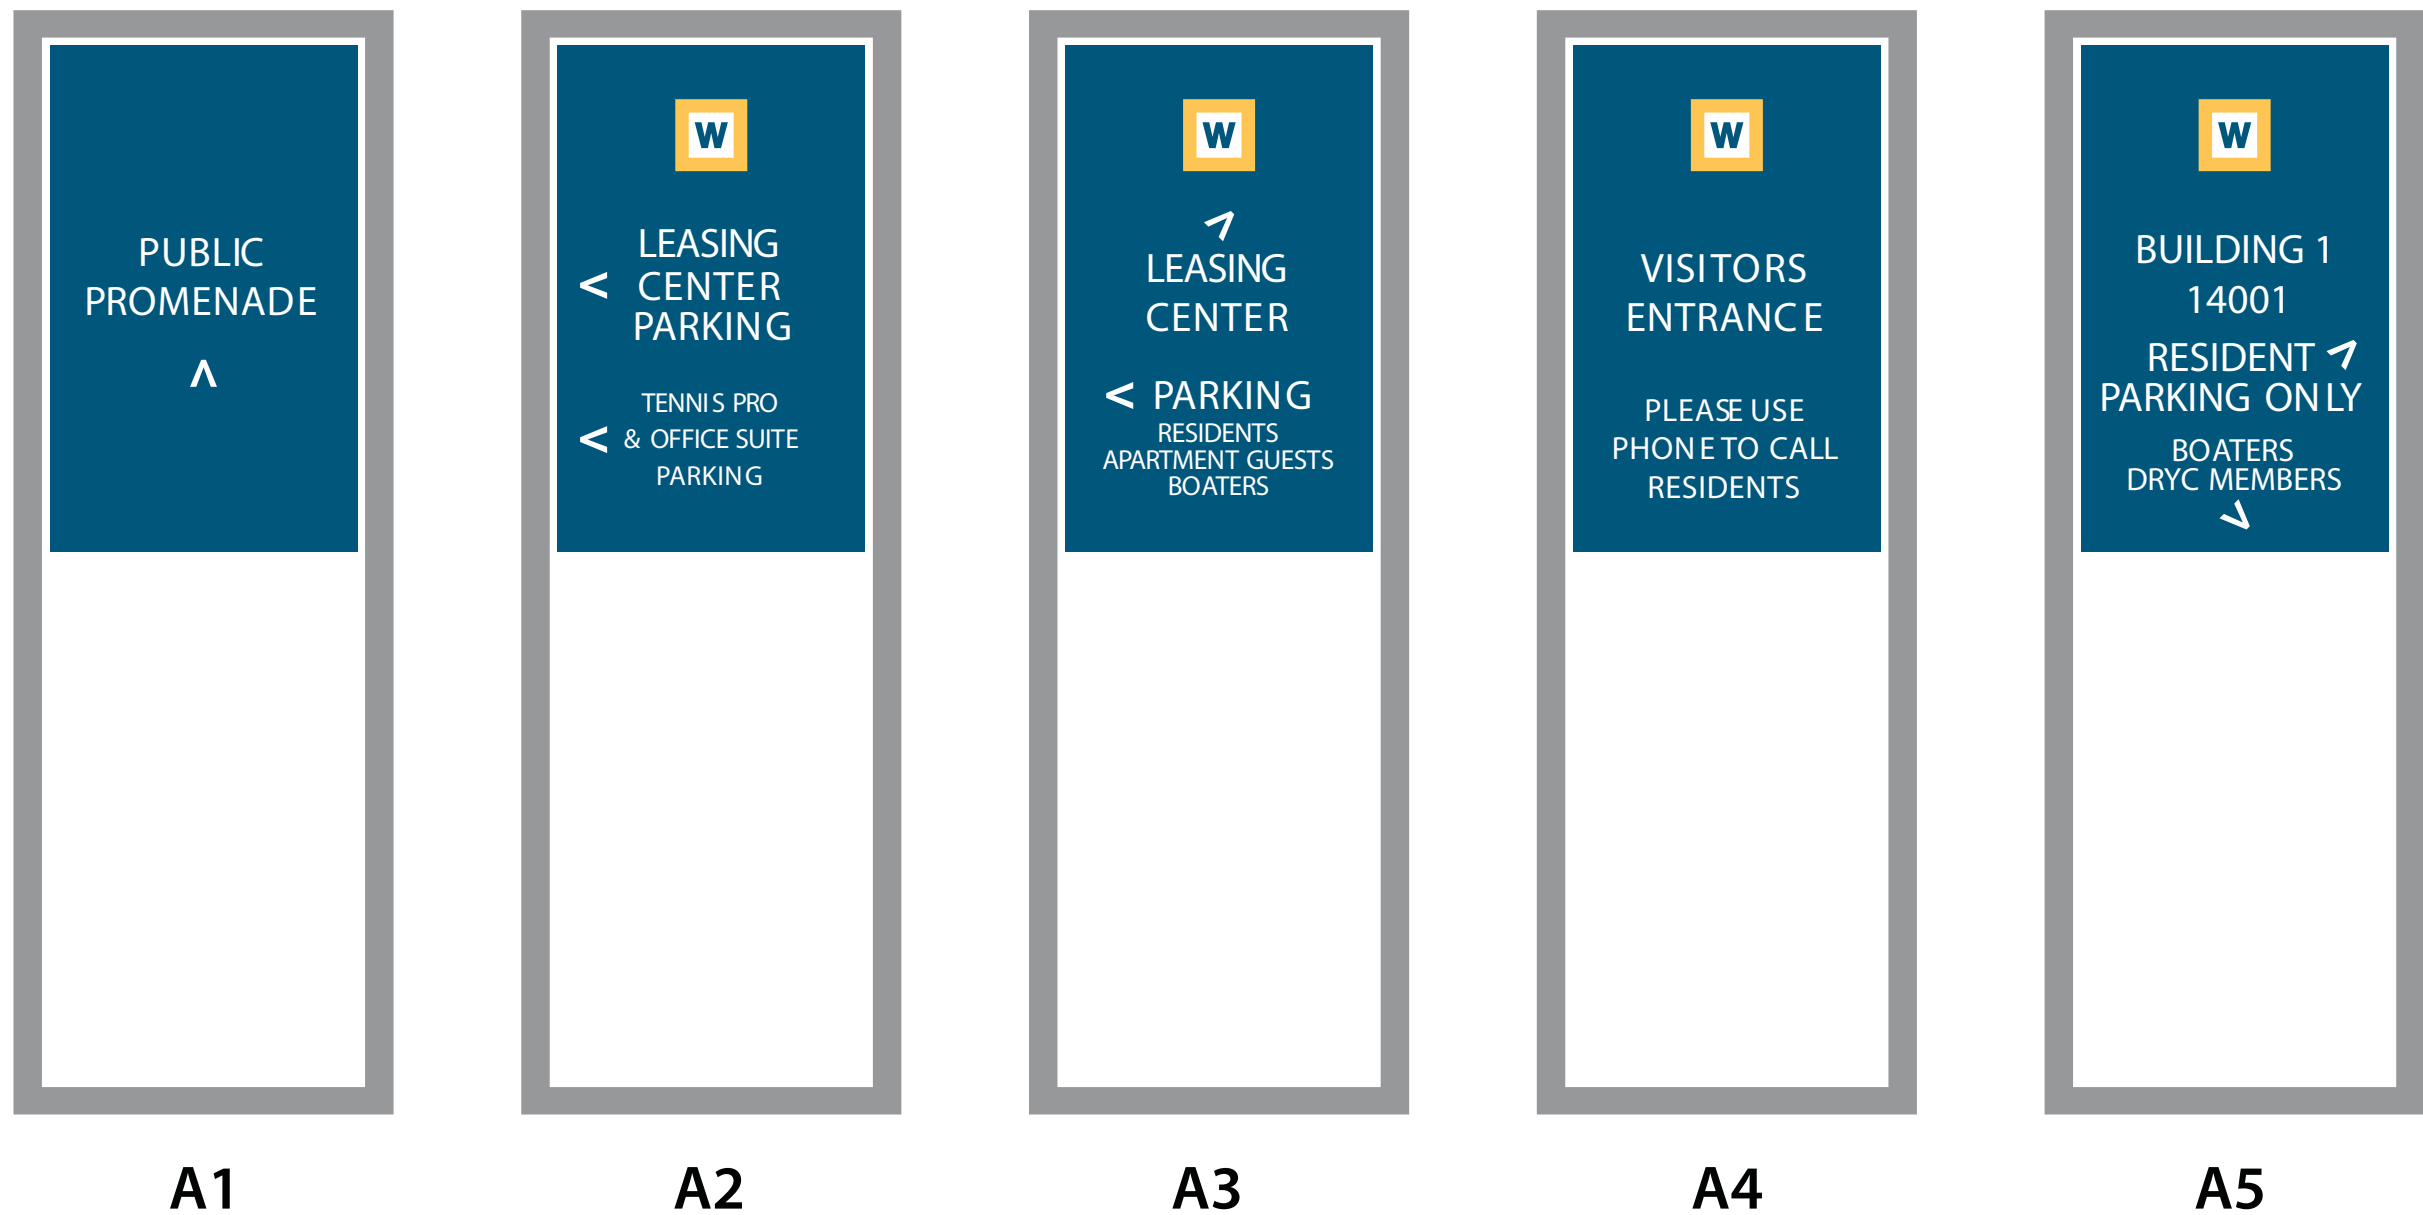 PUBLIC
PROMENADE
^
A1
W
LEASING
< CENTER
PARKING
TENNIS PRO
< & OFFICE SUITE
PARKING
A2
W
>
LEASING
CENTER
< PARKING
RESIDENTS
APARTMENT GUESTS
BOATERS
A3
W
VISITORS
ENTRANCE
PLEASE USE
PHONE TO CALL
RESIDENTS
A4
W
BUILDING 1
14001
RESIDENT >
PARKING ONLY
BOATERS
DRYC MEMBERS
>
A5